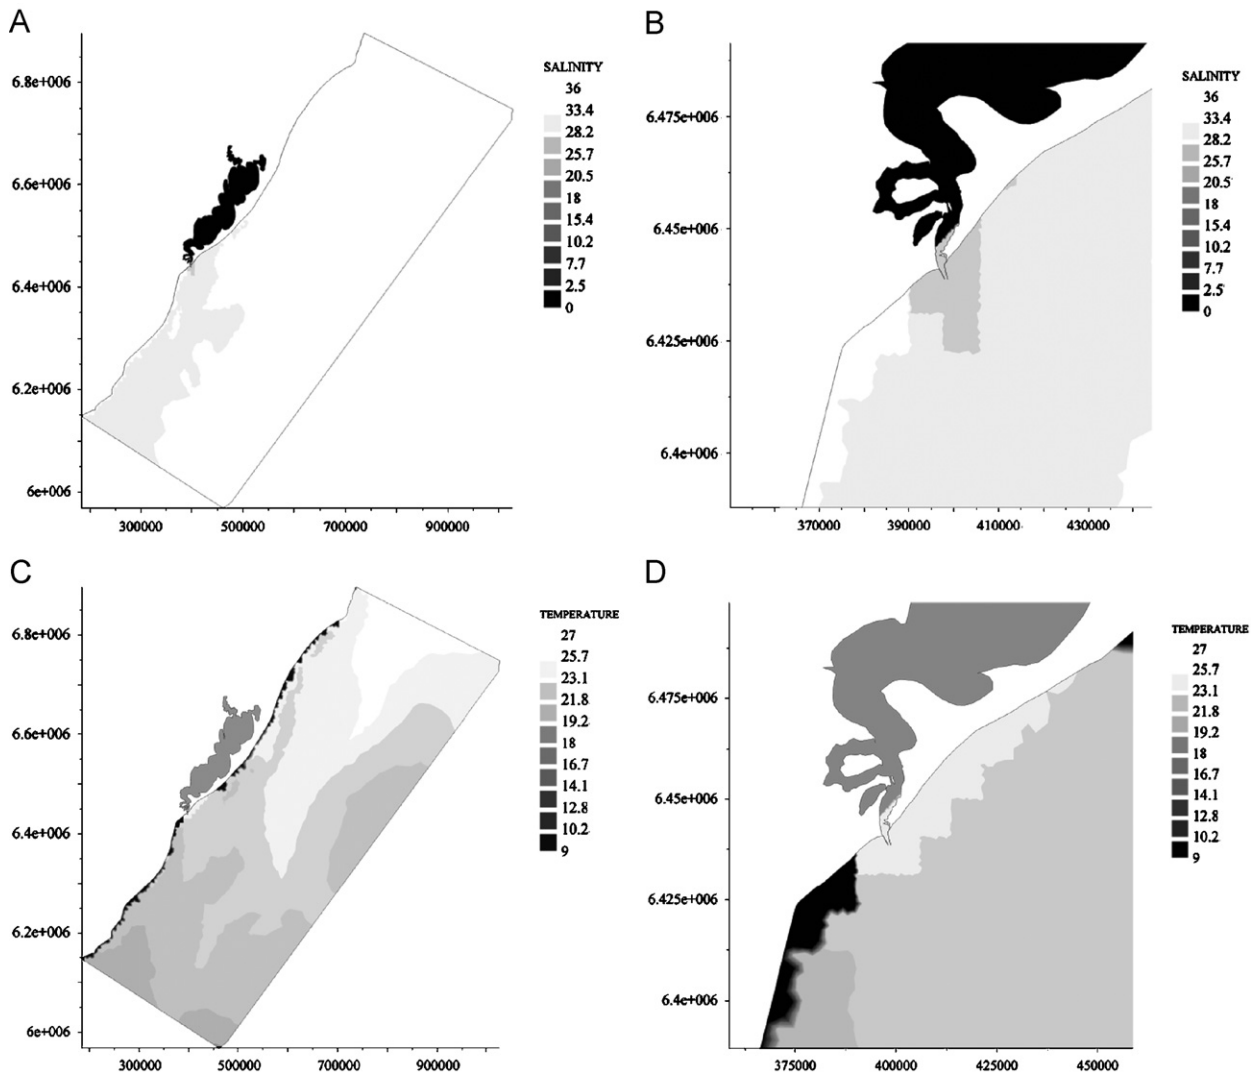 A
SALINITY
36
33.4
28.2
25.7
20.5
18
15.4
10.2
7.7
2.5
0
6.8e+006
6.6e+006
6.4e+006
6.2e+006
6e+006
300000 500000 700000 900000
B
SALINITY
36
33.4
28.2
25.7
20.5
18
15.4
10.2
7.7
2.5
0
6.475e+006
6.45e+006
6.425e+006
6.4e+006
370000 390000 410000 430000
C
TEMPERATURE
27
25.7
23.1
21.8
19.2
18
16.7
14.1
12.8
10.2
9
6.8e+006
6.6e+006
6.4e+006
6.2e+006
6e+006
300000 500000 700000 900000
D
TEMPERATURE
27
25.7
23.1
21.8
19.2
18
16.7
14.1
12.8
10.2
9
6.475e+006
6.45e+006
6.425e+006
6.4e+006
375000 400000 425000 450000